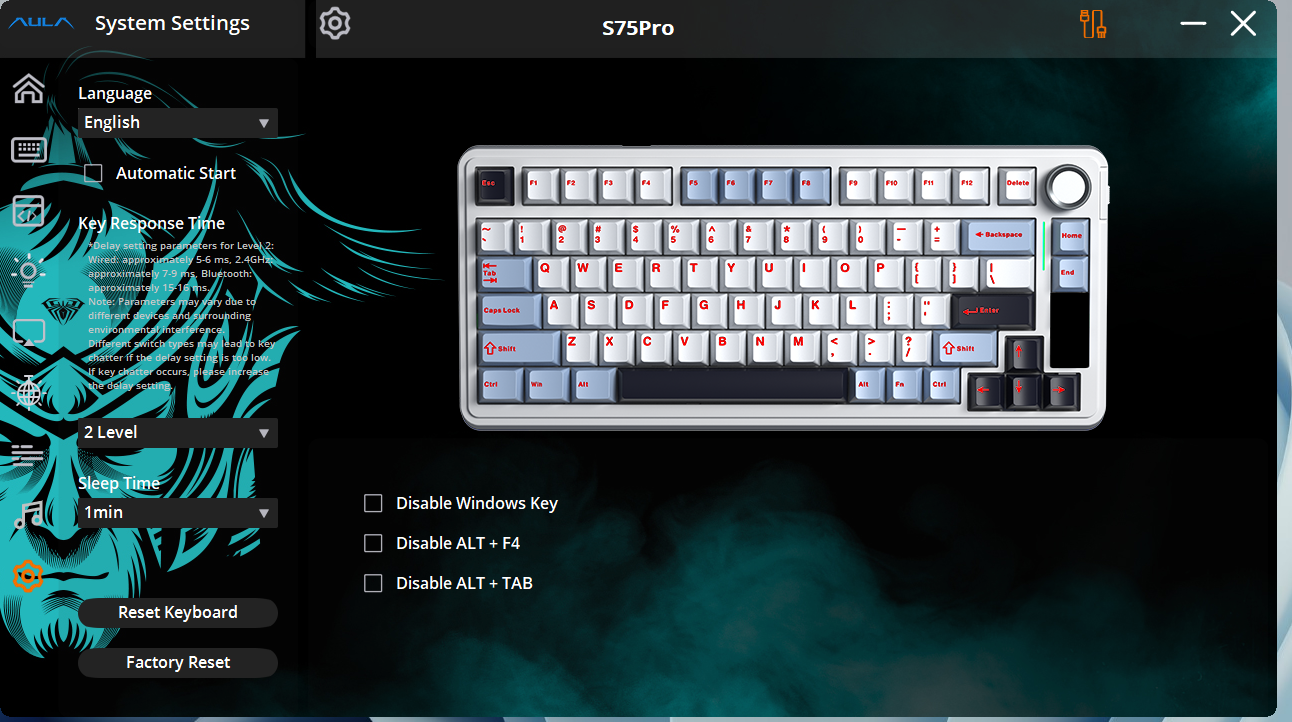 AULA
System Settings
S75Pro
Language
English
Automatic Start
Key Response Time
*Delay setting parameters for Level 2:
Wired: approximately 5-6 ms, 2.4GHz:
approximately 7-9 ms, Bluetooth:
approximately 15-16 ms.
Note: Parameters may vary due to
different devices and surrounding
environmental interference.
Different switch types may lead to key
chatter if the delay setting is too low.
If key chatter occurs, please increase
the delay setting.
2 Level
Sleep Time
1min
Reset Keyboard
Factory Reset
Esc F1 F2 F3 F4 F5 F6 F7 F8 F9 F10 F11 F12 Delete
~ ! @ # $ % ^ & * ( ) — +
` 1 2 3 4 5 6 7 8 9 0 - = Backspace Home
Tab Q W E R T Y U I O P { } | End
[ ] \
Caps Lock A S D F G H J K L : " Enter
; '
Shift Z X C V B N M < > ? Shift
, . /
Ctrl Win Alt Alt Fn Ctrl
Disable Windows Key
Disable ALT + F4
Disable ALT + TAB